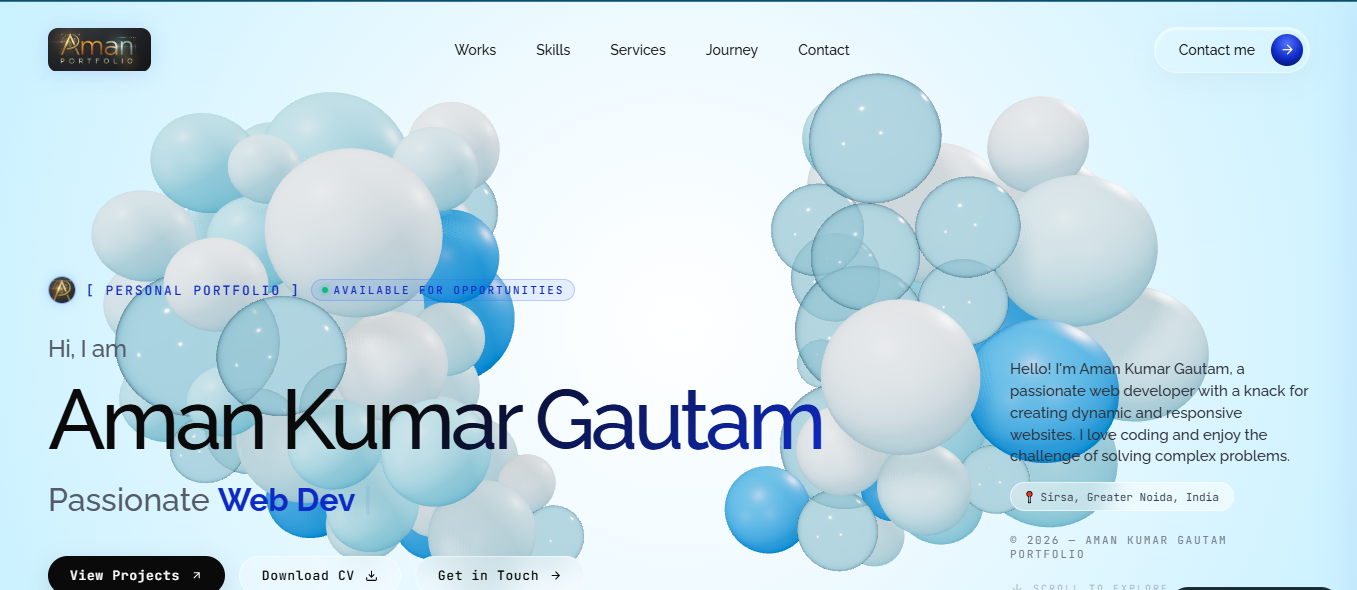 Aman
PORTFOLIO
Works
Skills
Services
Journey
Contact
Contact me
[ PERSONAL PORTFOLIO ]
AVAILABLE FOR OPPORTUNITIES
Hi, I am
Aman Kumar Gautam
Passionate Web Dev
View Projects
Download CV
Get in Touch
Hello! I'm Aman Kumar Gautam, a
passionate web developer with a knack for
creating dynamic and responsive
websites. I love coding and enjoy the
challenge of solving complex problems.
Sirsa, Greater Noida, India
© 2026 — AMAN KUMAR GAUTAM
PORTFOLIO
SCROLL TO EXPLORE